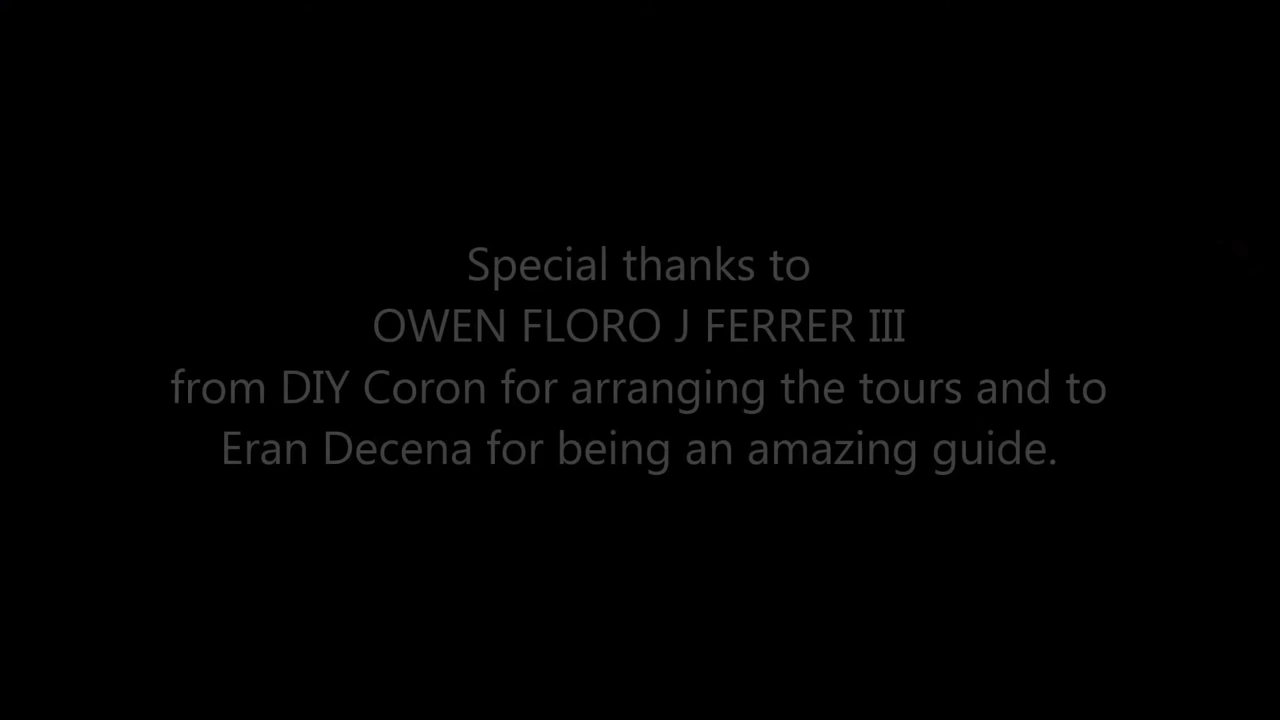 Special thanks to
OWEN FLORO J FERRER III
from DIY Coron for arranging the tours and to
Eran Decena for being an amazing guide.